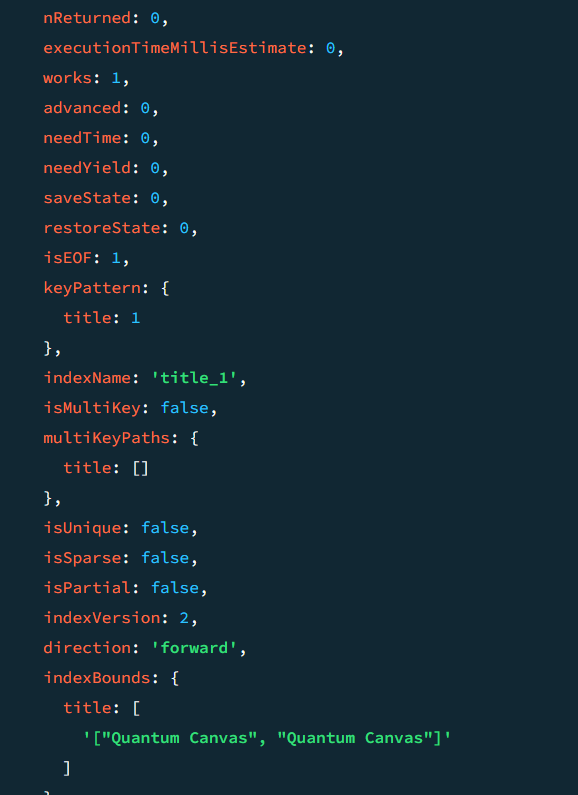 nReturned: 0,
executionTimeMillisEstimate: 0,
works: 1,
advanced: 0,
needTime: 0,
needYield: 0,
saveState: 0,
restoreState: 0,
isEOF: 1,
keyPattern: {
title: 1
},
indexName: 'title_1',
isMultiKey: false,
multiKeyPaths: {
title: []
},
isUnique: false,
isSparse: false,
isPartial: false,
indexVersion: 2,
direction: 'forward',
indexBounds: {
title: [
'["Quantum Canvas", "Quantum Canvas"]'
]